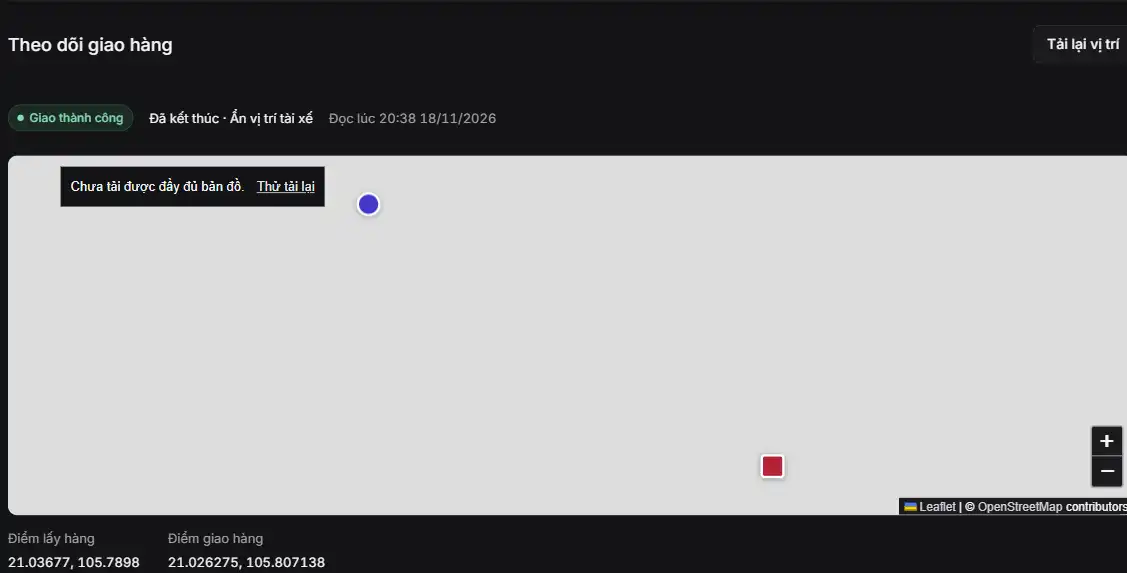 Theo dõi giao hàng
Tải lại vị trí
Giao thành công
Đã kết thúc · Ẩn vị trí tài xế
Đọc lúc 20:38 18/11/2026
Chưa tải được đầy đủ bản đồ. Thử tải lại
+
−
Leaflet | © OpenStreetMap contributors
Điểm lấy hàng
Điểm giao hàng
21.03677, 105.7898
21.026275, 105.807138